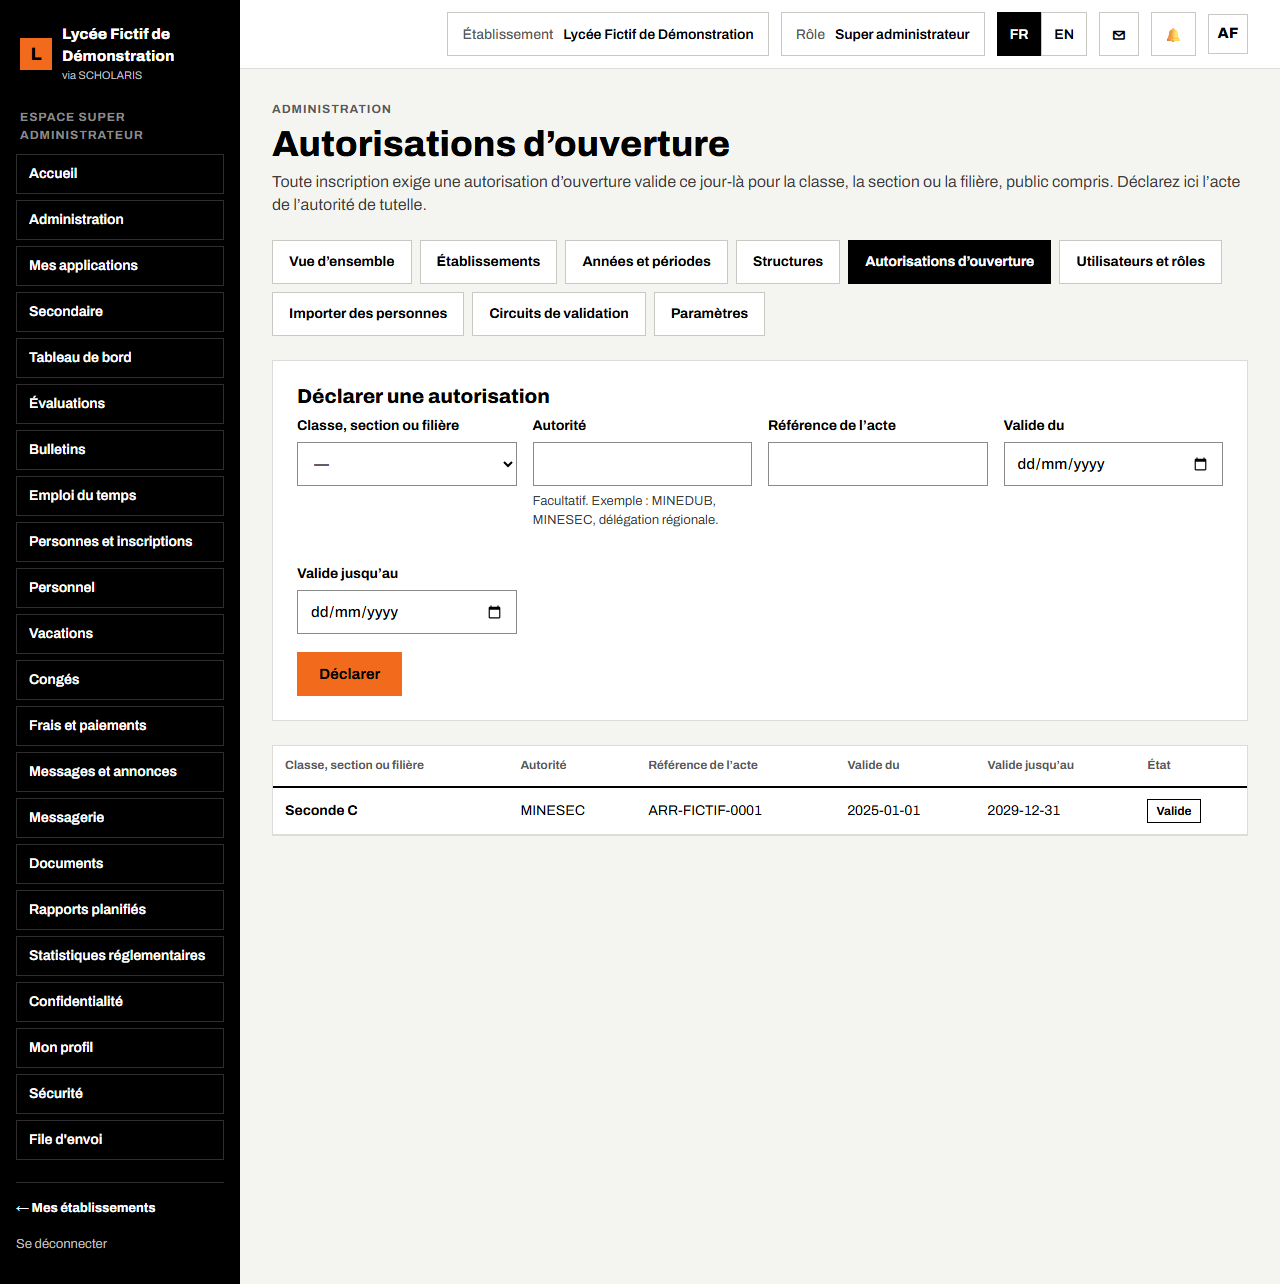 L
Lycée Fictif de
Démonstration
via SCHOLARIS
ESPACE SUPER
ADMINISTRATEUR
Accueil
Administration
Mes applications
Secondaire
Tableau de bord
Évaluations
Bulletins
Emploi du temps
Personnes et inscriptions
Personnel
Vacations
Congés
Frais et paiements
Messages et annonces
Messagerie
Documents
Rapports planifiés
Statistiques réglementaires
Confidentialité
Mon profil
Sécurité
File d'envoi
← Mes établissements
Se déconnecter
Établissement Lycée Fictif de Démonstration
Rôle Super administrateur
FR EN
AF
ADMINISTRATION
Autorisations d’ouverture
Toute inscription exige une autorisation d’ouverture valide ce jour-là pour la classe, la section ou la filière, public compris. Déclarez ici l’acte
de l’autorité de tutelle.
Vue d’ensemble Établissements Années et périodes Structures Autorisations d’ouverture Utilisateurs et rôles
Importer des personnes Circuits de validation Paramètres
Déclarer une autorisation
Classe, section ou filière Autorité Référence de l’acte Valide du
— dd/mm/yyyy
Facultatif. Exemple : MINEDUB,
MINESEC, délégation régionale.
Valide jusqu’au
dd/mm/yyyy
Déclarer
Classe, section ou filière Autorité Référence de l’acte Valide du Valide jusqu’au État
Seconde C MINESEC ARR-FICTIF-0001 2025-01-01 2029-12-31 Valide